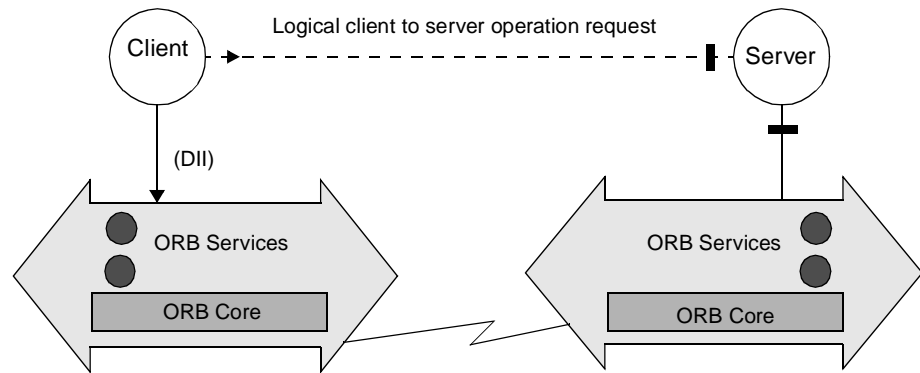 Logical client to server operation request
Client
Server
(DII)
ORB Services
ORB Services
ORB Core
ORB Core